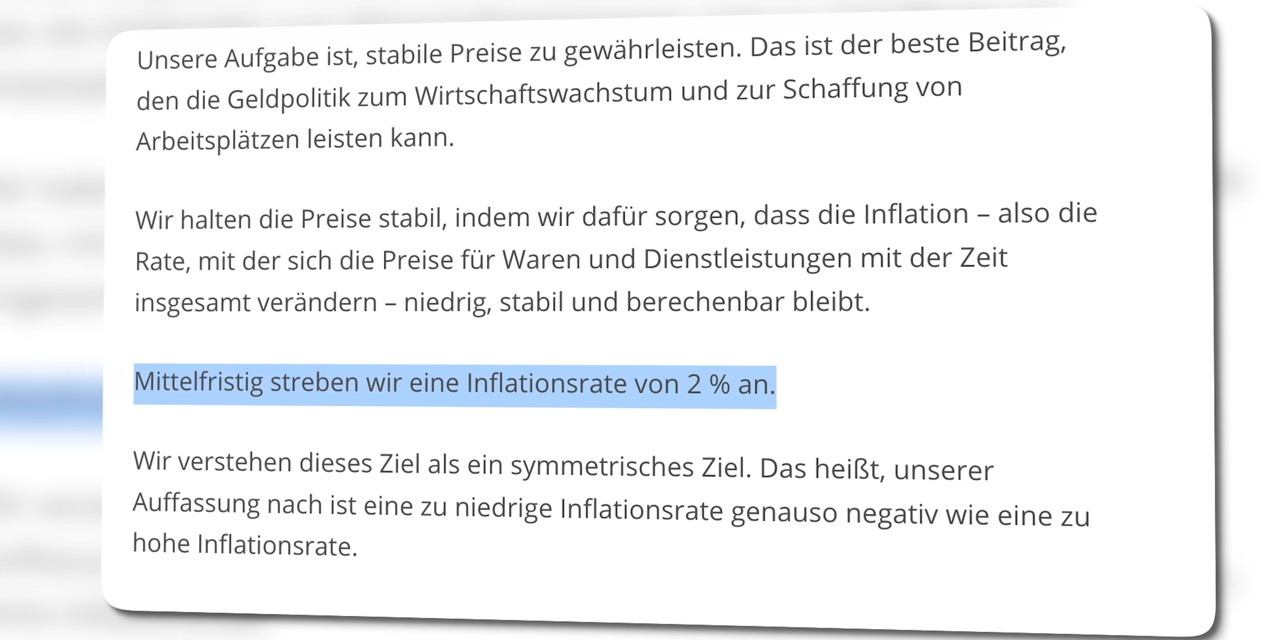 Unsere Aufgabe ist, stabile Preise zu gewährleisten. Das ist der beste Beitrag,
den die Geldpolitik zum Wirtschaftswachstum und zur Schaffung von
Arbeitsplätzen leisten kann.
Wir halten die Preise stabil, indem wir dafür sorgen, dass die Inflation – also die
Rate, mit der sich die Preise für Waren und Dienstleistungen mit der Zeit
insgesamt verändern – niedrig, stabil und berechenbar bleibt.
Mittelfristig streben wir eine Inflationsrate von 2 % an.
Wir verstehen dieses Ziel als ein symmetrisches Ziel. Das heißt, unserer
Auffassung nach ist eine zu niedrige Inflationsrate genauso negativ wie eine zu
hohe Inflationsrate.